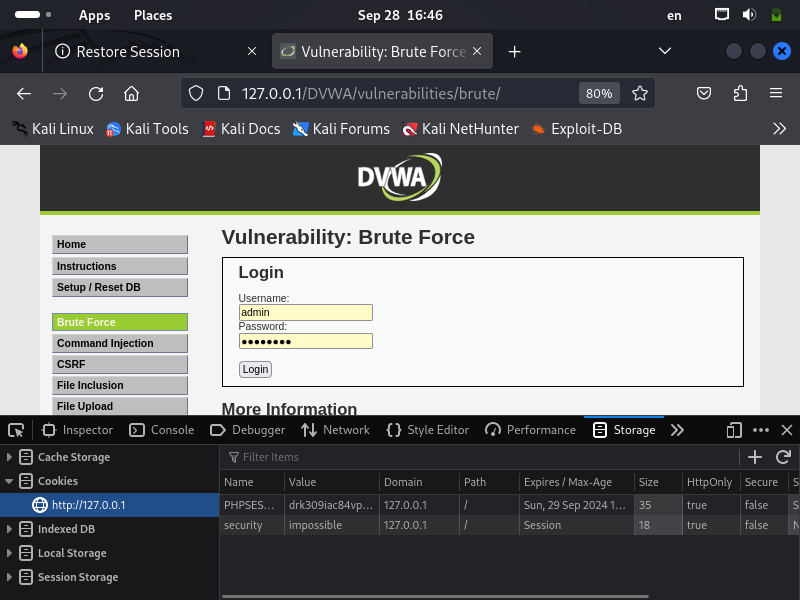 Apps Places Sep 28 16:46 en
Restore Session Vulnerability: Brute Force
127.0.0.1/DVWA/vulnerabilities/brute/ 80%
Kali Linux Kali Tools Kali Docs Kali Forums Kali NetHunter Exploit-DB
DVWA
Vulnerability: Brute Force
Home
Instructions
Setup / Reset DB
Brute Force
Command Injection
CSRF
File Inclusion
File Upload
Login
Username:
admin
Password:
●●●●●●●●
Login
More Information
Inspector Console Debugger Network Style Editor Performance Storage
Cache Storage
Cookies
http://127.0.0.1
Indexed DB
Local Storage
Session Storage
Filter Items
Name Value Domain Path Expires / Max-Age Size HttpOnly Secure S
PHPSES... drk309iac84vp... 127.0.0.1 / Sun, 29 Sep 2024 1... 35 true false S
security impossible 127.0.0.1 / Session 18 true false N